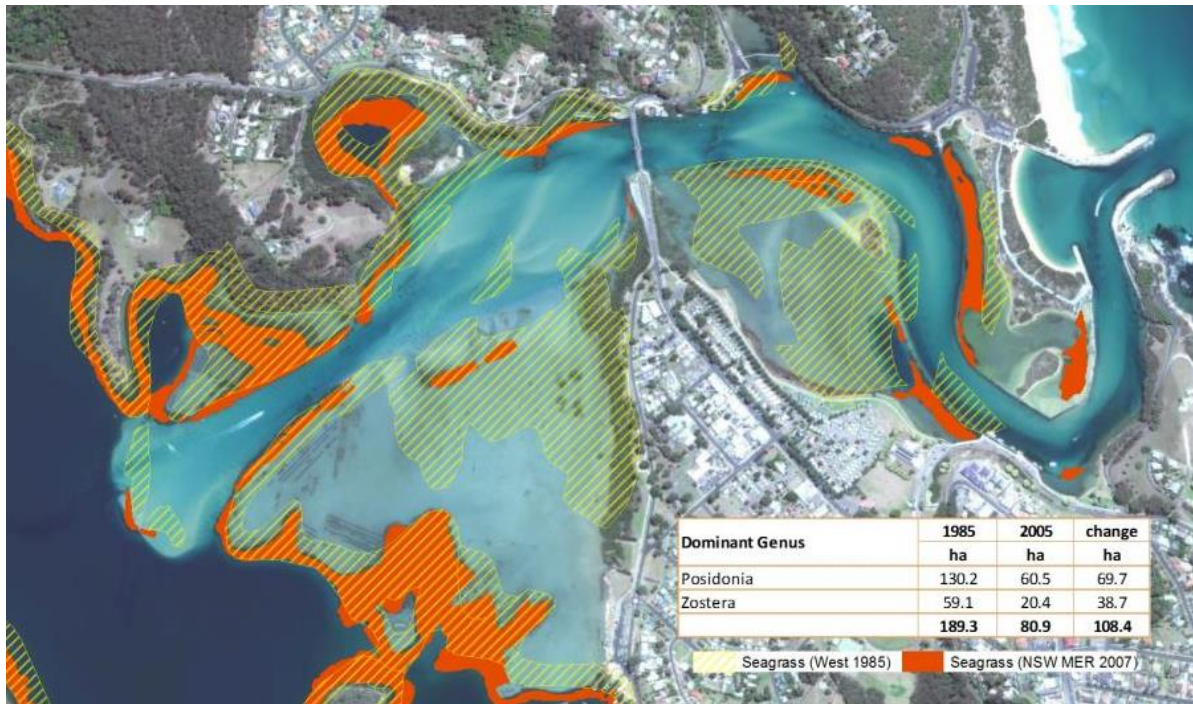 Dominant Genus 1985 2005 change
ha ha ha
Posidonia 130.2 60.5 69.7
Zostera 59.1 20.4 38.7
189.3 80.9 108.4
Seagrass (West 1985) Seagrass (NSW MER 2007)